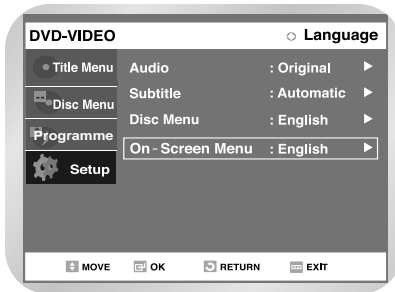 DVD-VIDEO Language
Title Menu
Disc Menu
Programme
Setup
Audio : Original
Subtitle : Automatic
Disc Menu : English
On-Screen Menu : English
MOVE OK RETURN EXIT